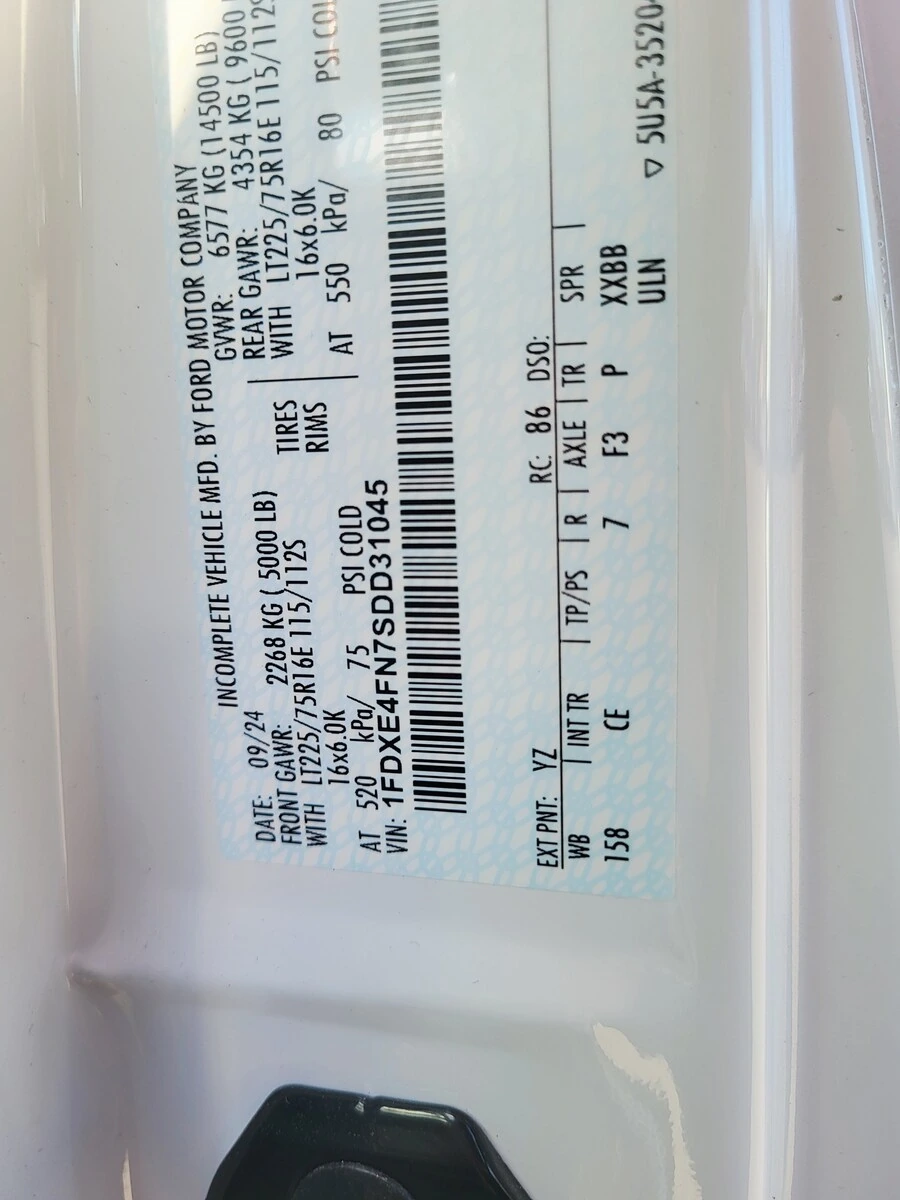 INCOMPLETE VEHICLE MFD. BY FORD MOTOR COMPANY
DATE: 09/24 GVWR: 6577 KG (14500 LB)
FRONT GAWR: 2268 KG ( 5000 LB) REAR GAWR: 4354 KG ( 9600
WITH LT225/75R16E 115/112S TIRES WITH LT225/75R16E 115/112S
16x6.0K RIMS 16x6.0K
AT 520 kPa/ 75 PSI COLD AT 550 kPa/ 80 PSI COL
VIN: 1FDXE4FN7SDD31045
EXT PNT: YZ RC: 86 DSO:
WB | INT TR | TP/PS | R | AXLE | TR | SPR |
158 CE 7 F3 P XXBB
ULN
▽ 5U5A-3520